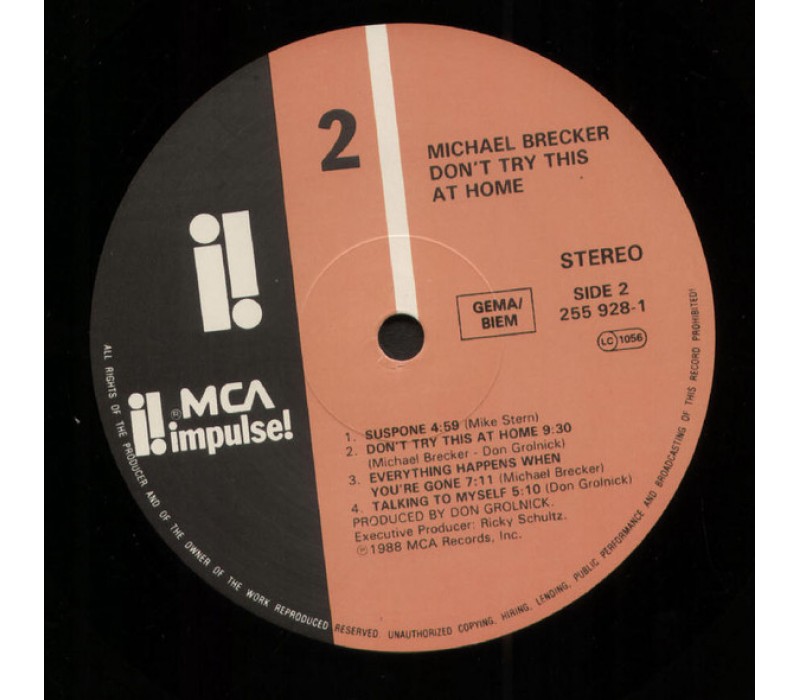 2
MICHAEL BRECKER
DON'T TRY THIS
AT HOME
STEREO
SIDE 2
255 928-1
GEMA/
BIEM
LC 1056
i!
i! ® MCA
impulse!
1. SUSPONE 4:59 (Mike Stern)
2. DON'T TRY THIS AT HOME 9:30
(Michael Brecker - Don Grolnick)
3. EVERYTHING HAPPENS WHEN
YOU'RE GONE 7:11 (Michael Brecker)
4. TALKING TO MYSELF 5:10 (Don Grolnick)
PRODUCED BY DON GROLNICK.
Executive Producer: Ricky Schultz.
℗1988 MCA Records, Inc.
ALL RIGHTS OF THE PRODUCER AND OF THE OWNER OF THE WORK REPRODUCED RESERVED. UNAUTHORIZED COPYING, HIRING, LENDING, PUBLIC PERFORMANCE AND BROADCASTING OF THIS RECORD PROHIBITED!